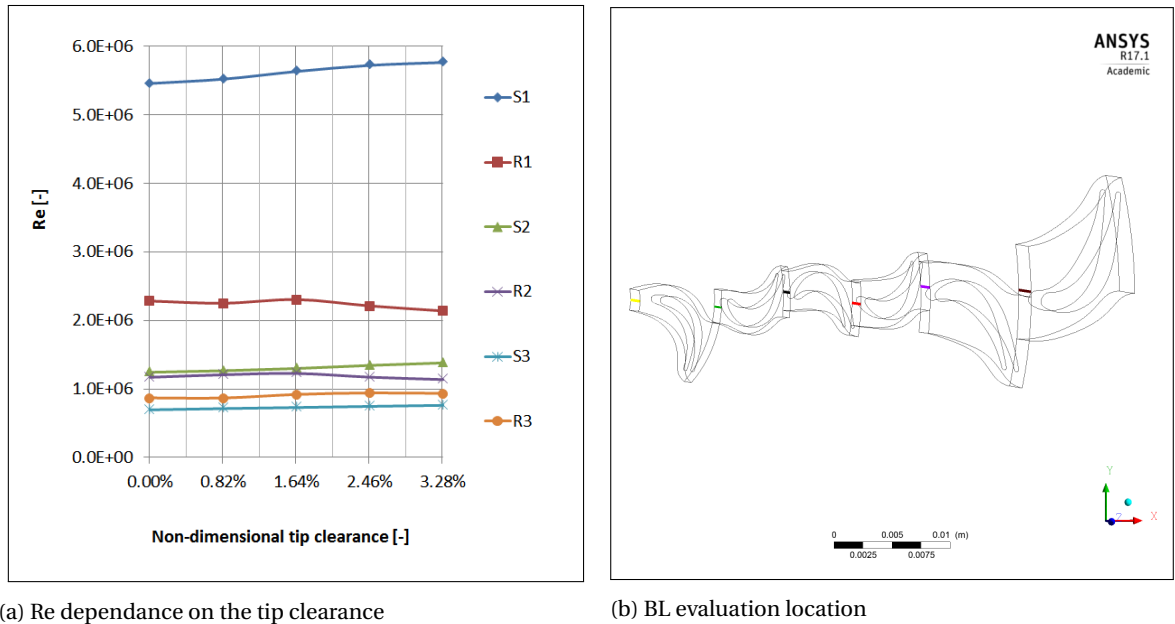 6.0E+06
5.0E+06
4.0E+06
3.0E+06
2.0E+06
1.0E+06
0.0E+00
Re [-]
0.00% 0.82% 1.64% 2.46% 3.28%
Non-dimensional tip clearance [-]
S1
R1
S2
R2
S3
R3
(a) Re dependance on the tip clearance
ANSYS
R17.1
Academic
Y
X
Z
0 0.005 0.01 (m)
0.0025 0.0075
(b) BL evaluation location